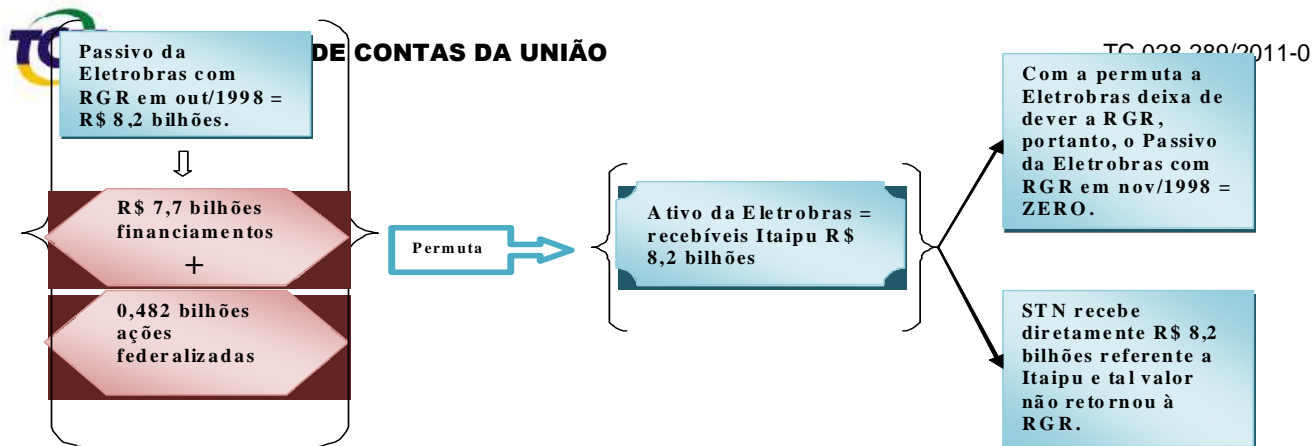 DE CONTAS DA UNIÃO
TC 028.289/2011-0
Passivo da
Eletrobras com
RGR em out/1998 =
R$ 8,2 bilhões.
R$ 7,7 bilhões
financiamentos
+
0,482 bilhões
ações
federalizadas
Permuta
Ativo da Eletrobras =
recebíveis Itaipu R$
8,2 bilhões
Com a permuta a
Eletrobras deixa de
dever a RGR,
portanto, o Passivo
da Eletrobras com
RGR em nov/1998 =
ZERO.
STN recebe
diretamente R$ 8,2
bilhões referente a
Itaipu e tal valor
não retornou à
RGR.